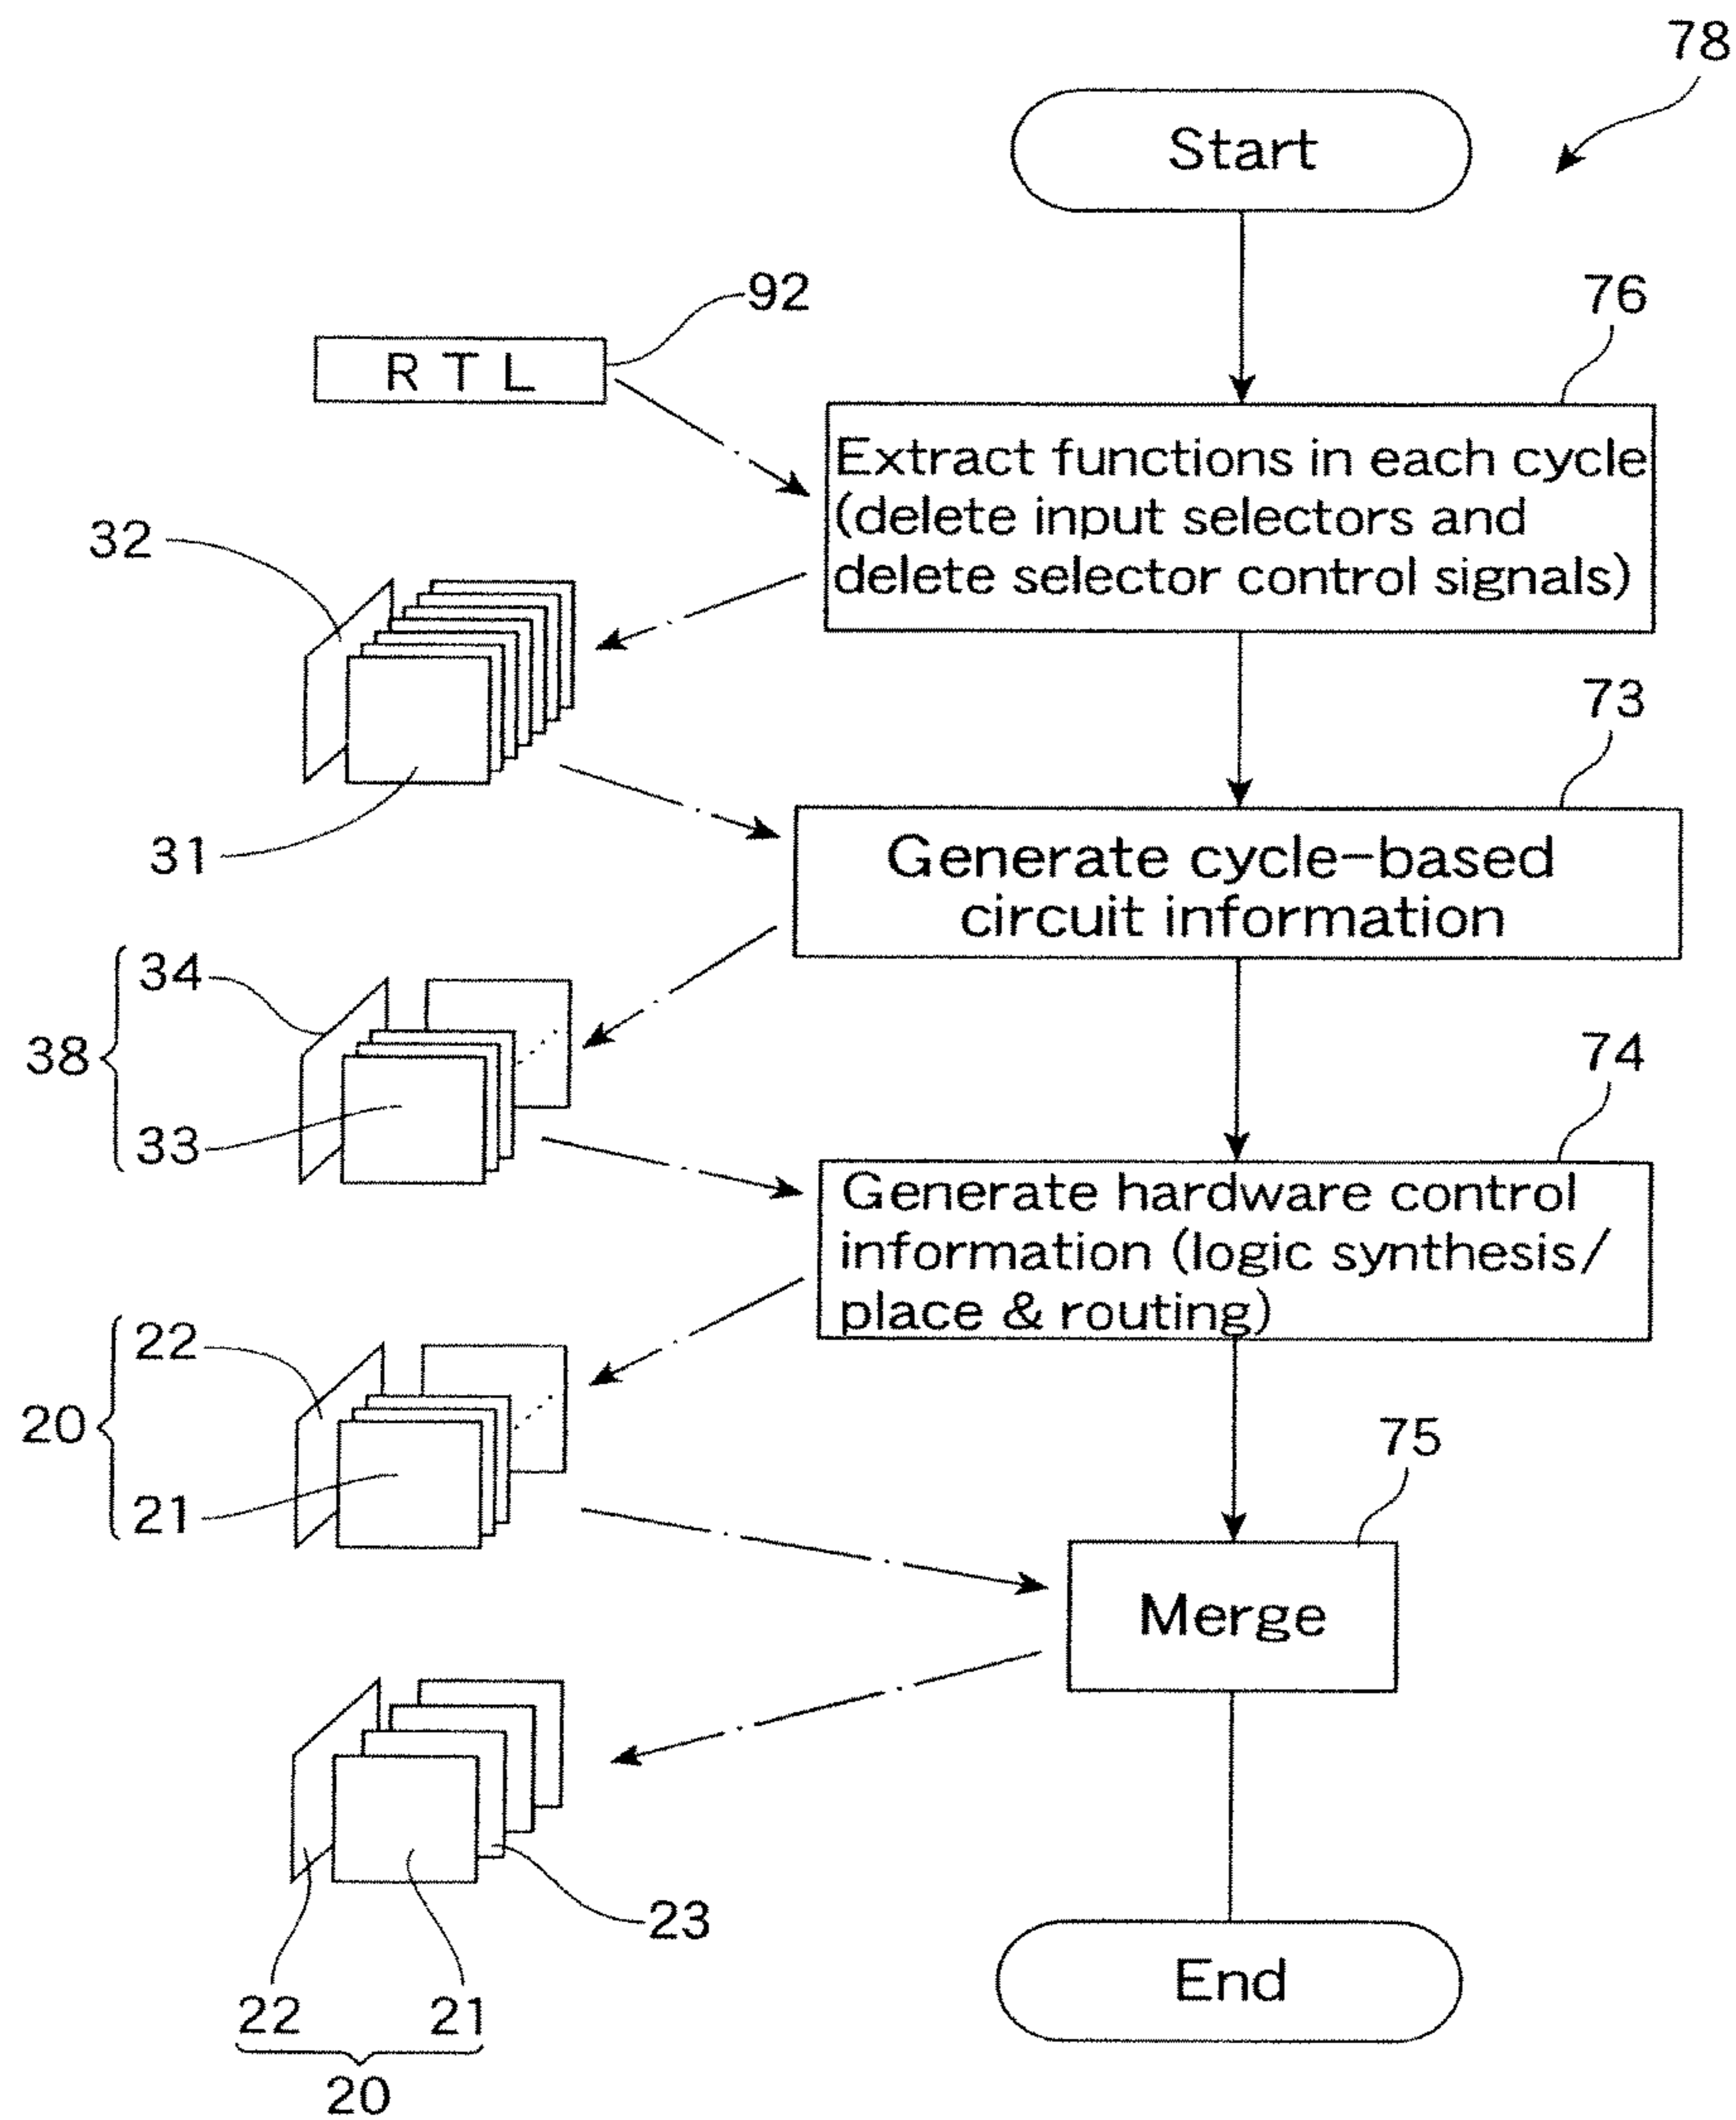 78
Start
92
76
R T L
Extract functions in each cycle
(delete input selectors and
delete selector control signals)
32
31
73
Generate cycle-based
circuit information
38
34
33
74
Generate hardware control
information (logic synthesis/
place & routing)
20
22
21
75
Merge
23
22
21
20
End